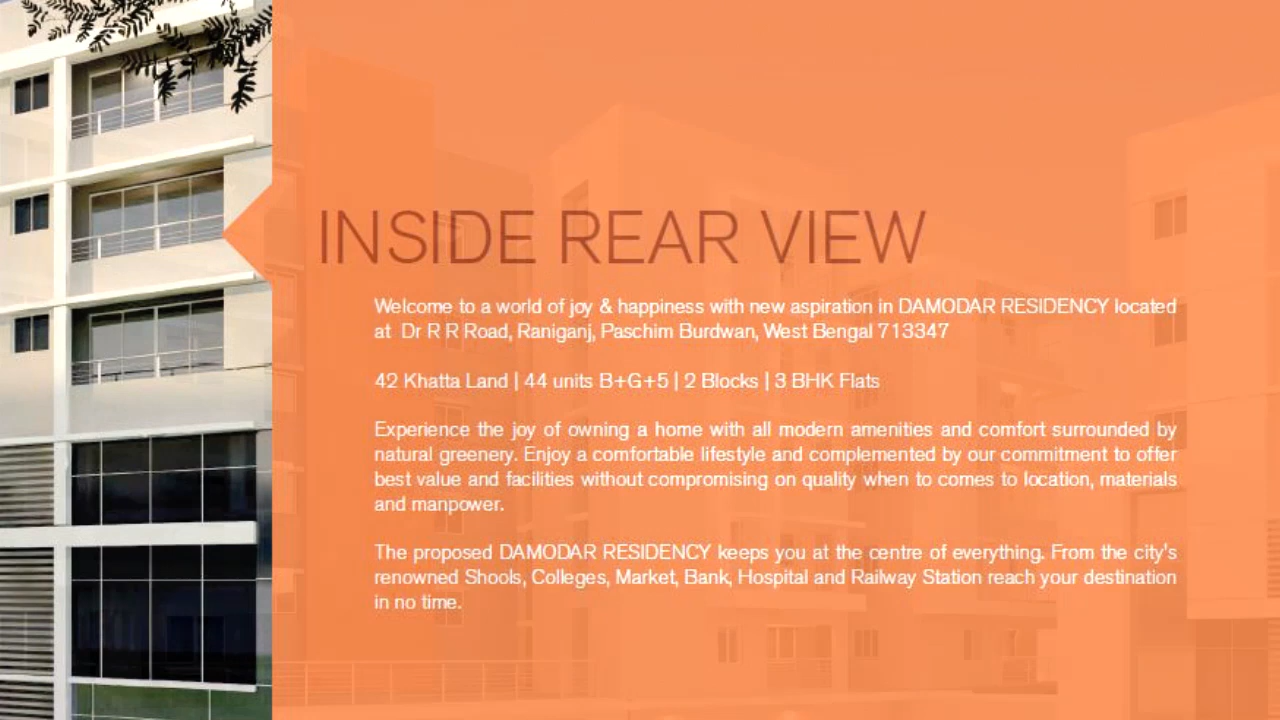 INSIDE REAR VIEW
Welcome to a world of joy & happiness with new aspiration in DAMODAR RESIDENCY located
at Dr R R Road, Raniganj, Paschim Burdwan, West Bengal 713347
42 Khatta Land | 44 units B+G+5 | 2 Blocks | 3 BHK Flats
Experience the joy of owning a home with all modern amenities and comfort surrounded by
natural greenery. Enjoy a comfortable lifestyle and complemented by our commitment to offer
best value and facilities without compromising on quality when to comes to location, materials
and manpower.
The proposed DAMODAR RESIDENCY keeps you at the centre of everything. From the city's
renowned Shools, Colleges, Market, Bank, Hospital and Railway Station reach your destination
in no time.